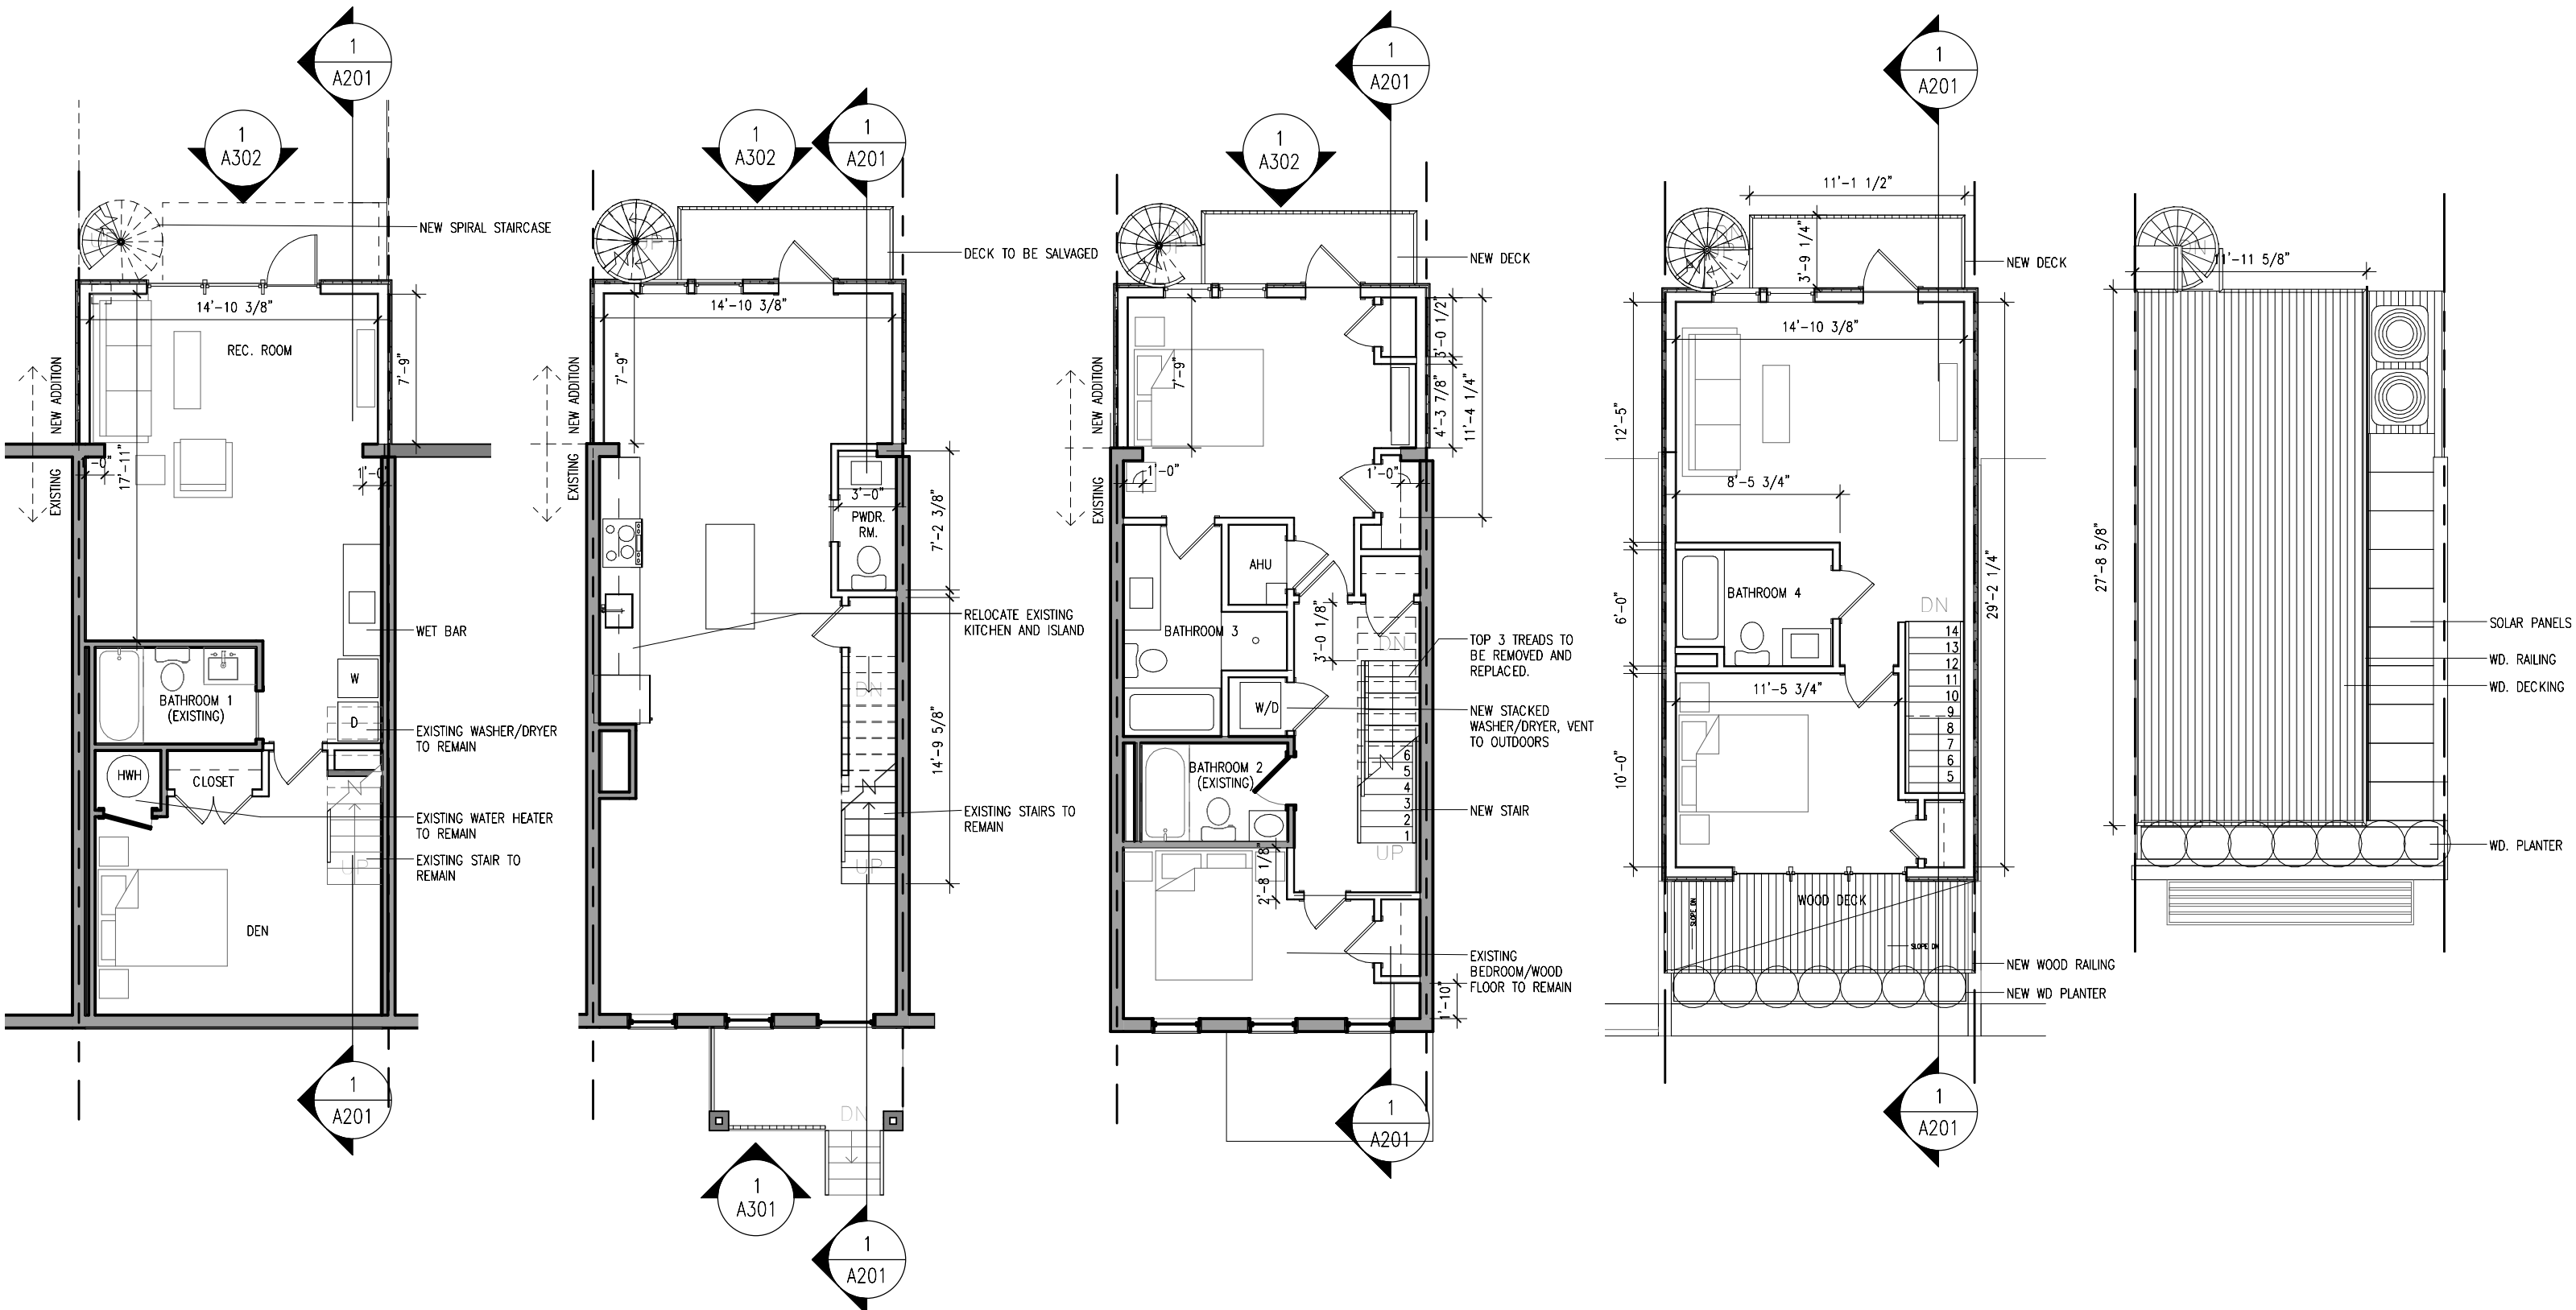 1
A201
1
A302
NEW SPIRAL STAIRCASE
14'-10 3/8"
REC. ROOM
7'-9"
NEW ADDITION
EXISTING
17'-11"
1'-0"
WET BAR
W
D
BATHROOM 1
(EXISTING)
EXISTING WASHER/DRYER
TO REMAIN
HWH
CLOSET
EXISTING WATER HEATER
TO REMAIN
EXISTING STAIR TO
REMAIN
UP
DEN
1
A201
1
A302
1
A201
UP
DECK TO BE SALVAGED
14'-10 3/8"
7'-9"
NEW ADDITION
EXISTING
3'-0"
PWDR.
RM.
7'-2 3/8"
RELOCATE EXISTING
KITCHEN AND ISLAND
DN
14'-9 5/8"
EXISTING STAIRS TO
REMAIN
UP
DN
1
A301
1
A201
1
A201
1
A302
NEW DECK
7'-9"
3'-0 1/2"
4'-3 7/8"
11'-4 1/4"
NEW ADDITION
EXISTING
1'-0"
1'-0"
AHU
3'-0 1/8"
BATHROOM 3
DN
TOP 3 TREADS TO
BE REMOVED AND
REPLACED.
W/D
NEW STACKED
WASHER/DRYER, VENT
TO OUTDOORS
BATHROOM 2
(EXISTING)
6
5
4
3
2
1
NEW STAIR
UP
2'-8 1/8"
EXISTING
BEDROOM/WOOD
FLOOR TO REMAIN
1'-10"
1
A201
1
A201
11'-1 1/2"
3'-9 1/4"
NEW DECK
14'-10 3/8"
12'-5"
8'-5 3/4"
BATHROOM 4
6'-0"
29'-2 1/4"
DN
14
13
12
11
10
9
8
7
6
5
11'-5 3/4"
10'-0"
WOOD DECK
SLOPE DN
SLOPE DN
NEW WOOD RAILING
NEW WD PLANTER
1
A201
11'-11 5/8"
27'-8 5/8"
SOLAR PANELS
WD. RAILING
WD. DECKING
WD. PLANTER